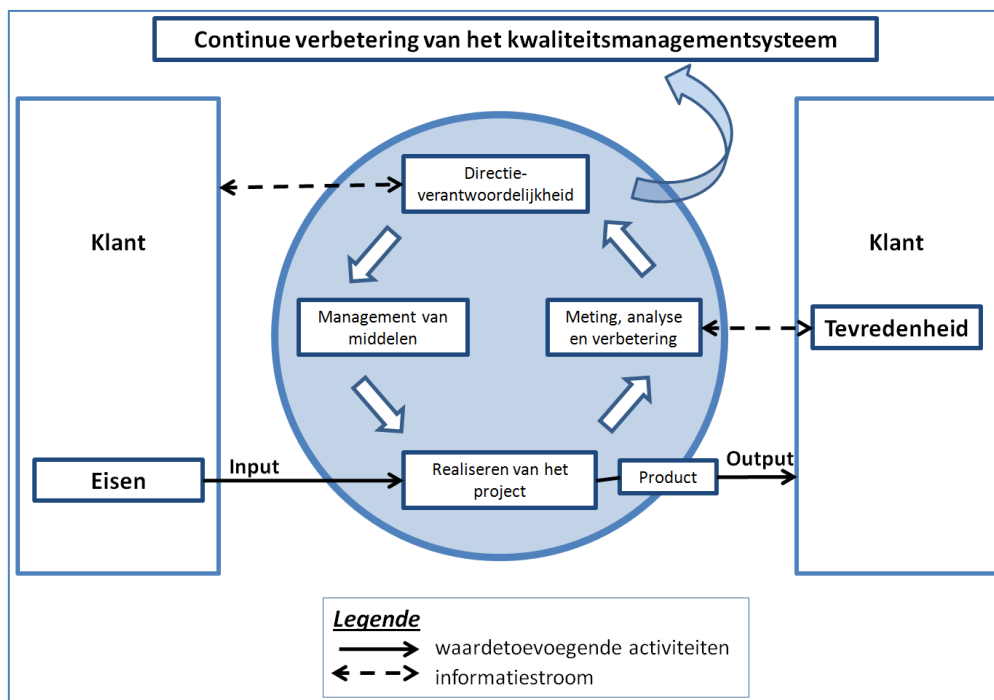 Continue verbetering van het kwaliteitsmanagementsysteem
Directie-
verantwoordelijkheid
Klant
Klant
Management van
middelen
Meting, analyse
en verbetering
Tevredenheid
Eisen
Input
Realiseren van het
project
Product
Output
Legende
waardetoevoegende activiteiten
informatiestroom